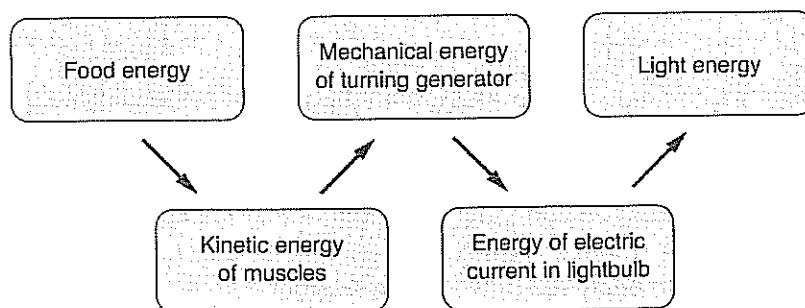 Food energy
Mechanical energy
of turning generator
Light energy
Kinetic energy
of muscles
Energy of electric
current in lightbulb